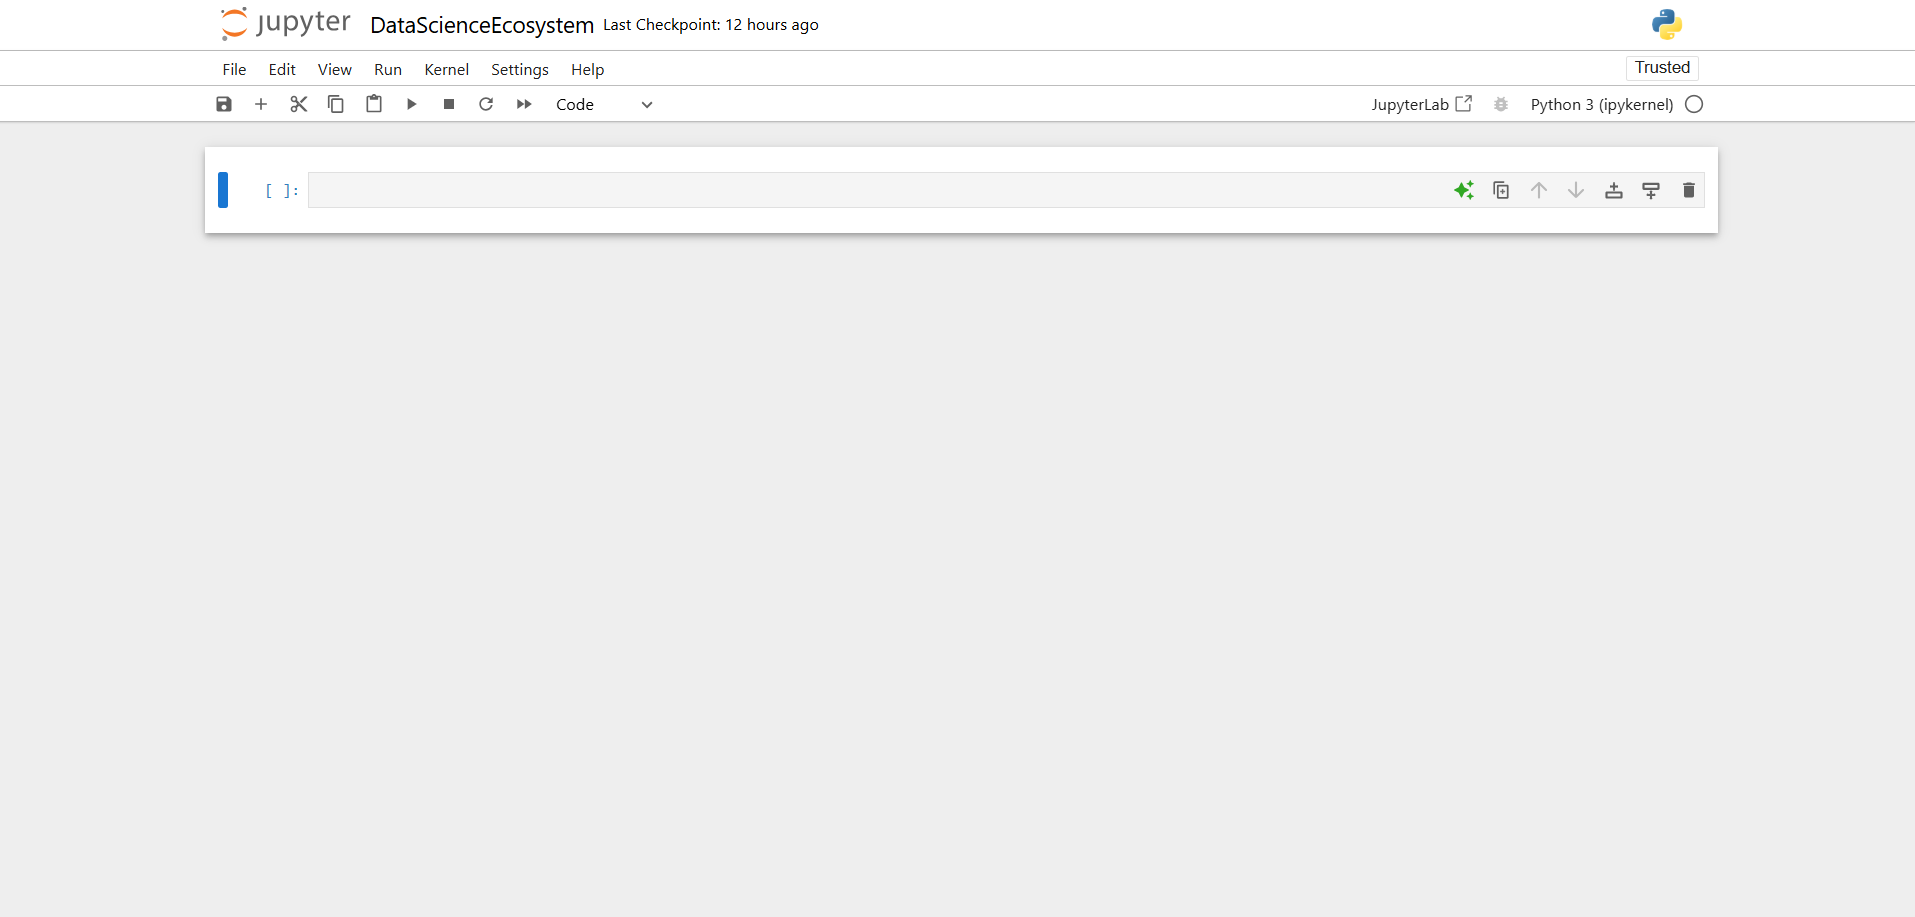 jupyter DataScienceEcosystem Last Checkpoint: 12 hours ago
File Edit View Run Kernel Settings Help Trusted
Code JupyterLab Python 3 (ipykernel)
[ ]: